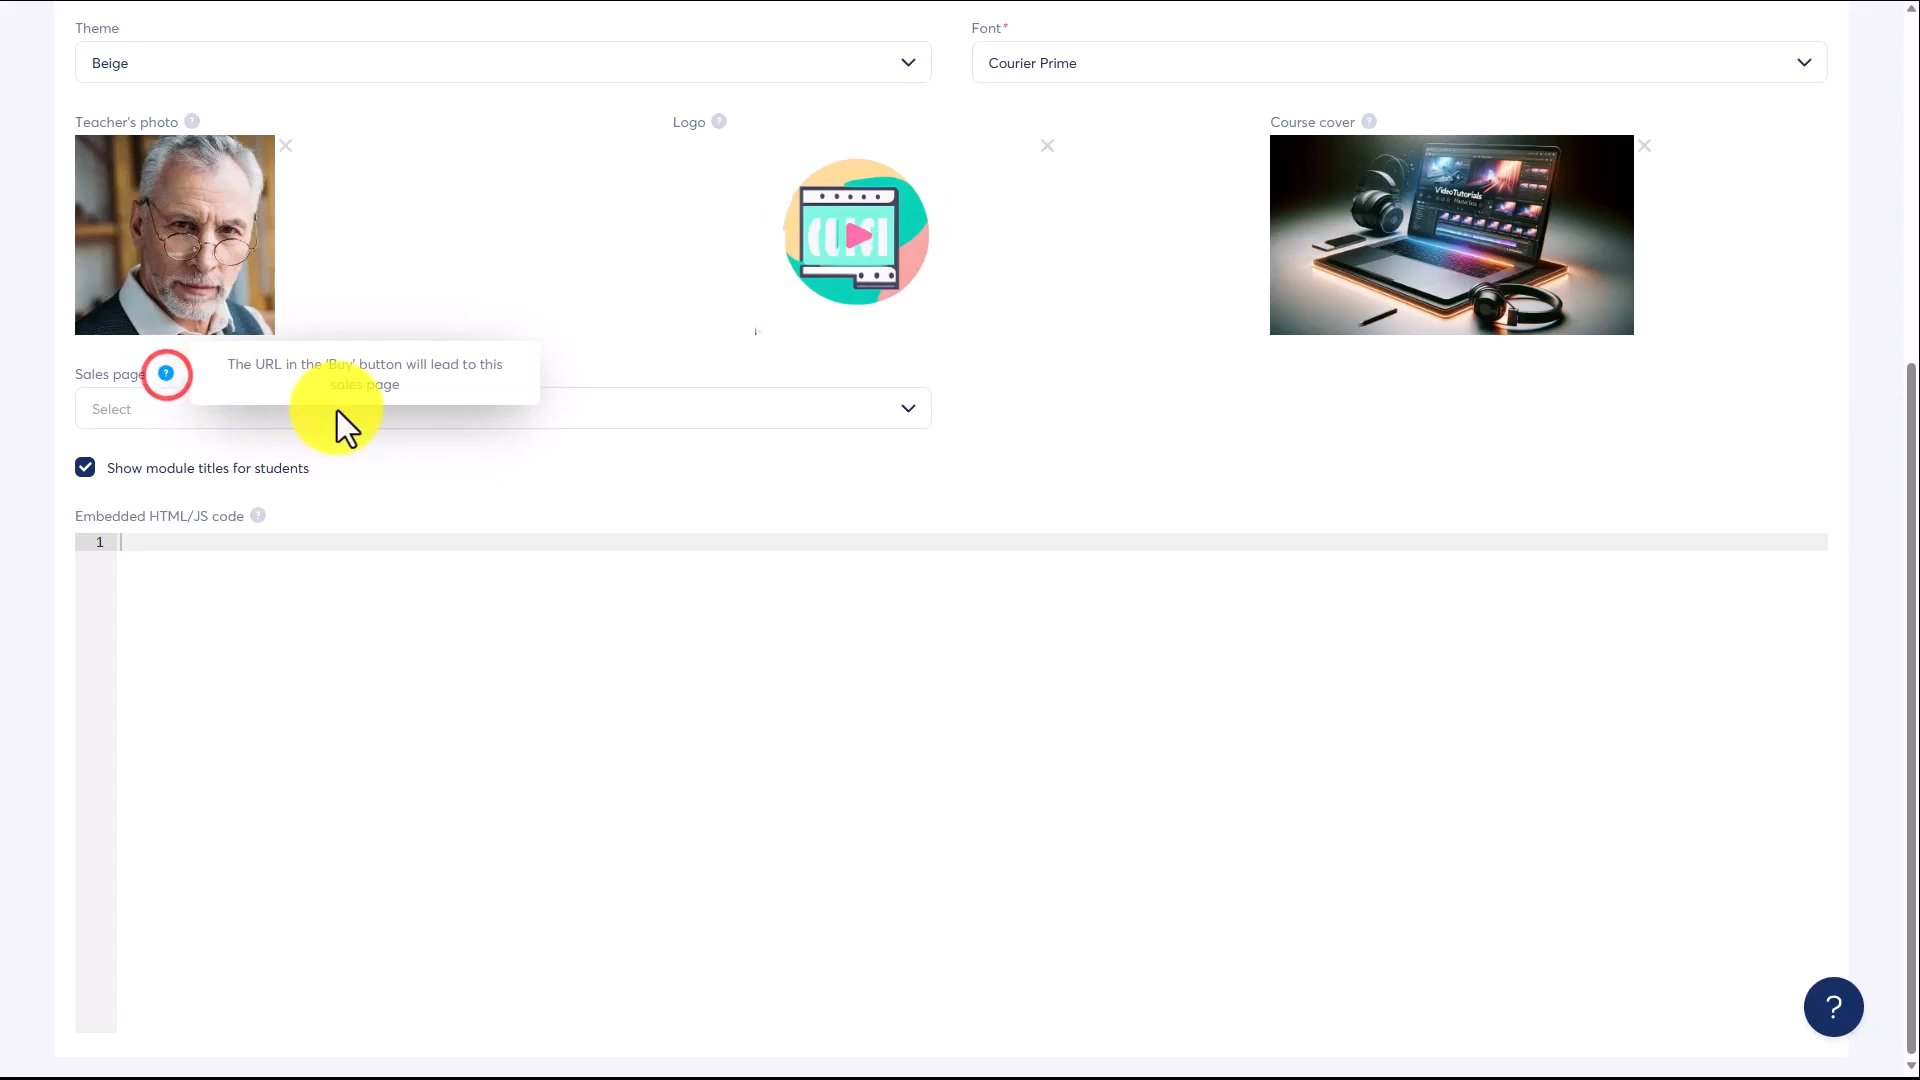 Theme
Font*
Beige
Courier Prime
Teacher's photo ?
Logo ?
Course cover ?
VideoTutorials
The URL in the 'Buy' button will lead to this
sales page
Sales page ?
Select
Show module titles for students
Embedded HTML/JS code ?
1
?